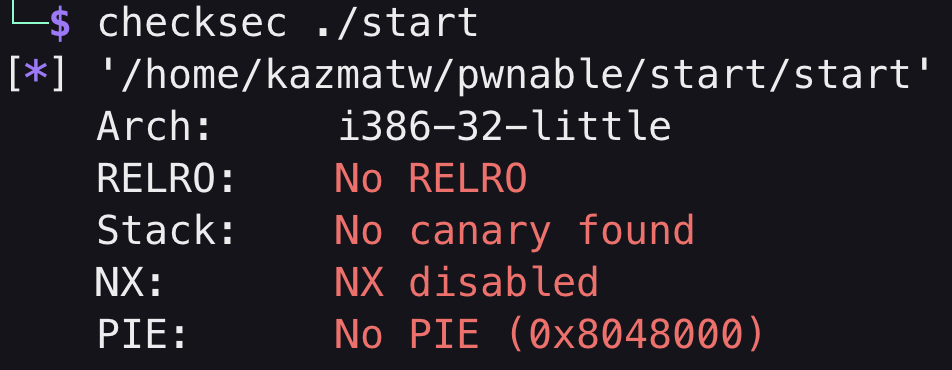 └─$ checksec ./start
[*] '/home/kazmatw/pwnable/start/start'
Arch: i386-32-little
RELRO: No RELRO
Stack: No canary found
NX: NX disabled
PIE: No PIE (0x8048000)